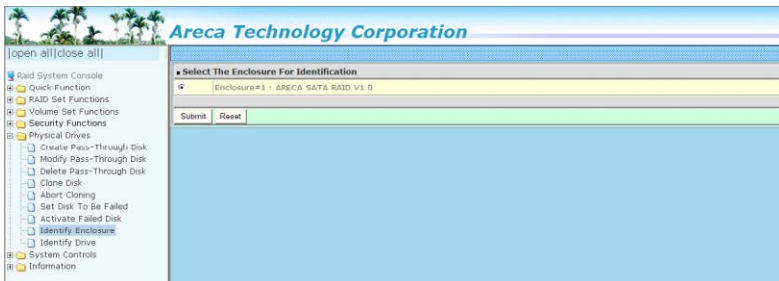 Areca Technology Corporation
|open all|close all|
Raid System Console
Quick Function
RAID Set Functions
Volume Set Functions
Security Functions
Physical Drives
Create Pass-Through Disk
Modify Pass-Through Disk
Delete Pass-Through Disk
Clone Disk
Abort Cloning
Set Disk To Be Failed
Activate Failed Disk
Identify Enclosure
Identify Drive
System Controls
Information
Select The Enclosure For Identification
Enclosure#1 : ARECA SATA RAID V1.0
Submit Reset